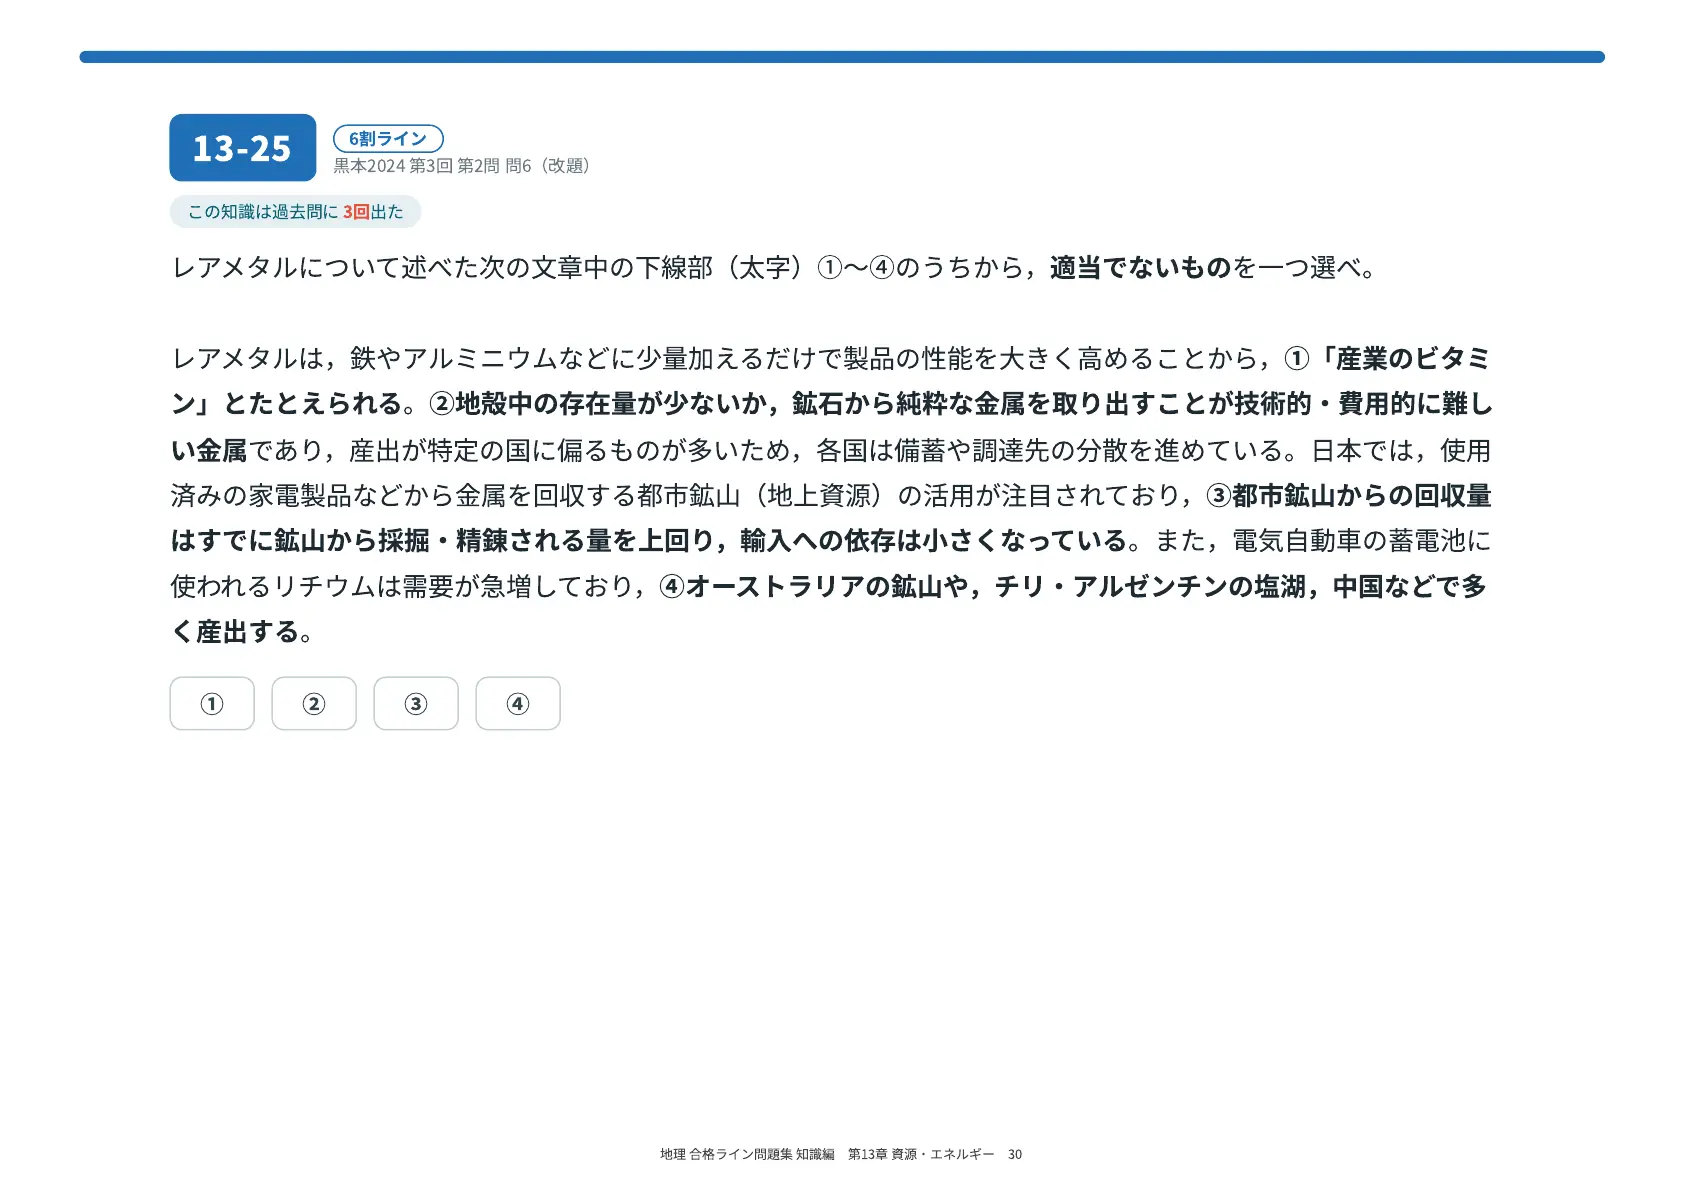 13-25
6割ライン
黒本2024 第3回 第2問 問6（改題）
この知識は過去問に 3回出た
レアメタルについて述べた次の文章中の下線部（太字）①～④のうちから，適当でないものを一つ選べ。
レアメタルは，鉄やアルミニウムなどに少量加えるだけで製品の性能を大きく高めることから，①「産業のビタミ
ン」とたとえられる。②地殻中の存在量が少ないか，鉱石から純粋な金属を取り出すことが技術的・費用的に難し
い金属であり，産出が特定の国に偏るものが多いため，各国は備蓄や調達先の分散を進めている。日本では，使用
済みの家電製品などから金属を回収する都市鉱山（地上資源）の活用が注目されており，③都市鉱山からの回収量
はすでに鉱山から採掘・精錬される量を上回り，輸入への依存は小さくなっている。また，電気自動車の蓄電池に
使われるリチウムは需要が急増しており，④オーストラリアの鉱山や，チリ・アルゼンチンの塩湖，中国などで多
く産出する。
① ② ③ ④
地理 合格ライン問題集 知識編　第13章 資源・エネルギー　30